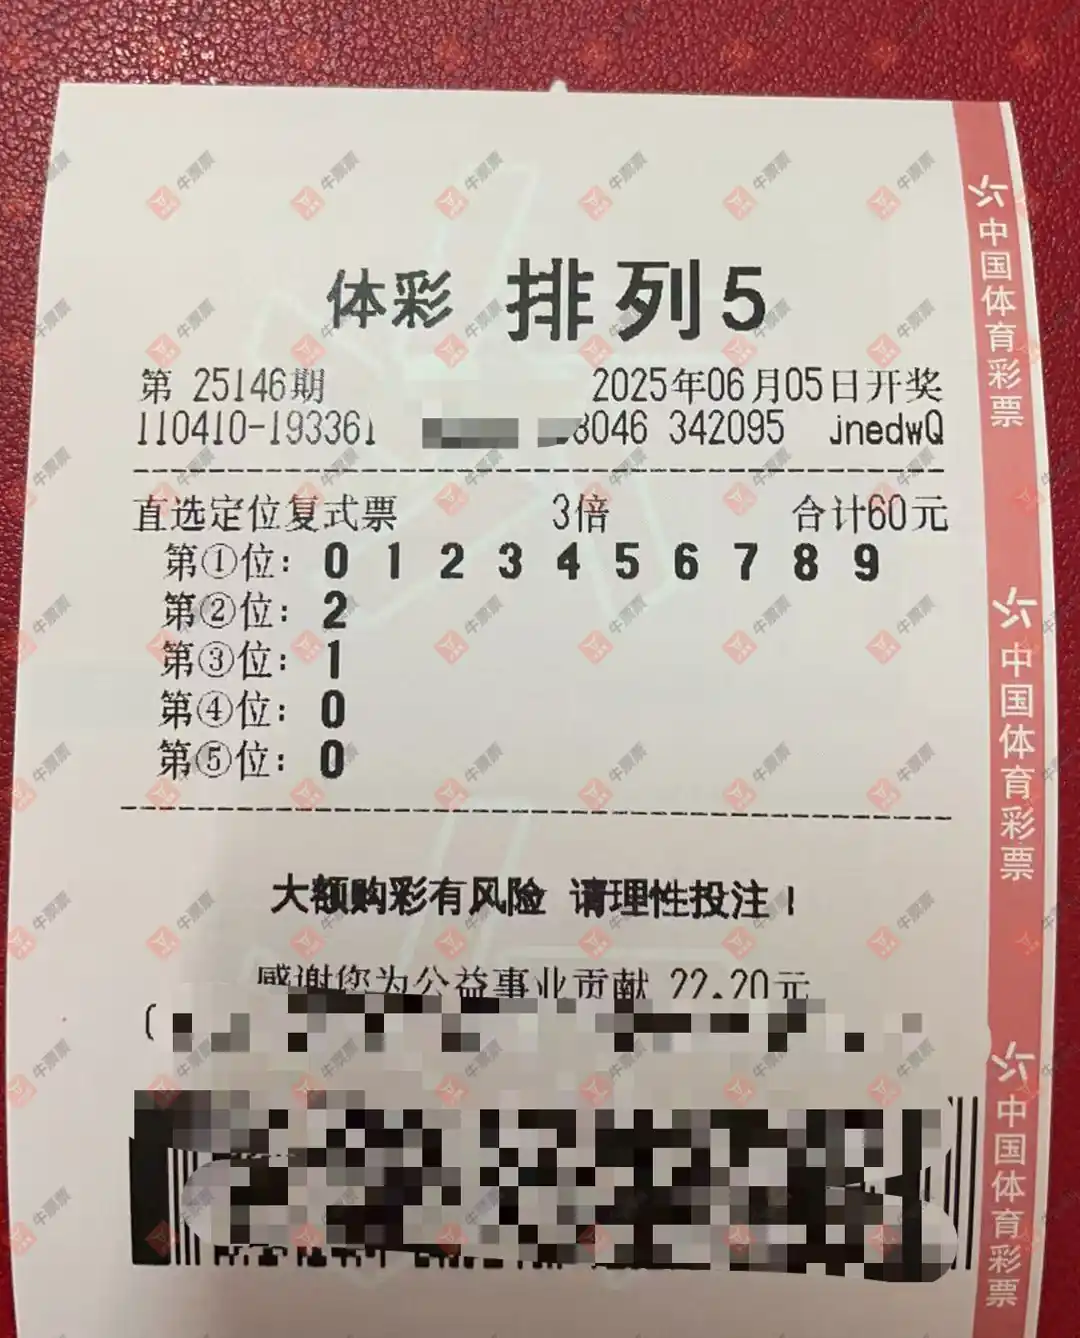 体彩 排列5
第 25146期 2025年06月05日开奖
110410-193361 8046 342095 jnedwQ
直选定位复式票 3倍 合计60元
第①位: 0 1 2 3 4 5 6 7 8 9
第②位: 2
第③位: 1
第④位: 0
第⑤位: 0
大额购彩有风险 请理性投注!
感谢您为公益事业贡献 22.20元
中国体育彩票
中国体育彩票
中国体育彩票
牛票票